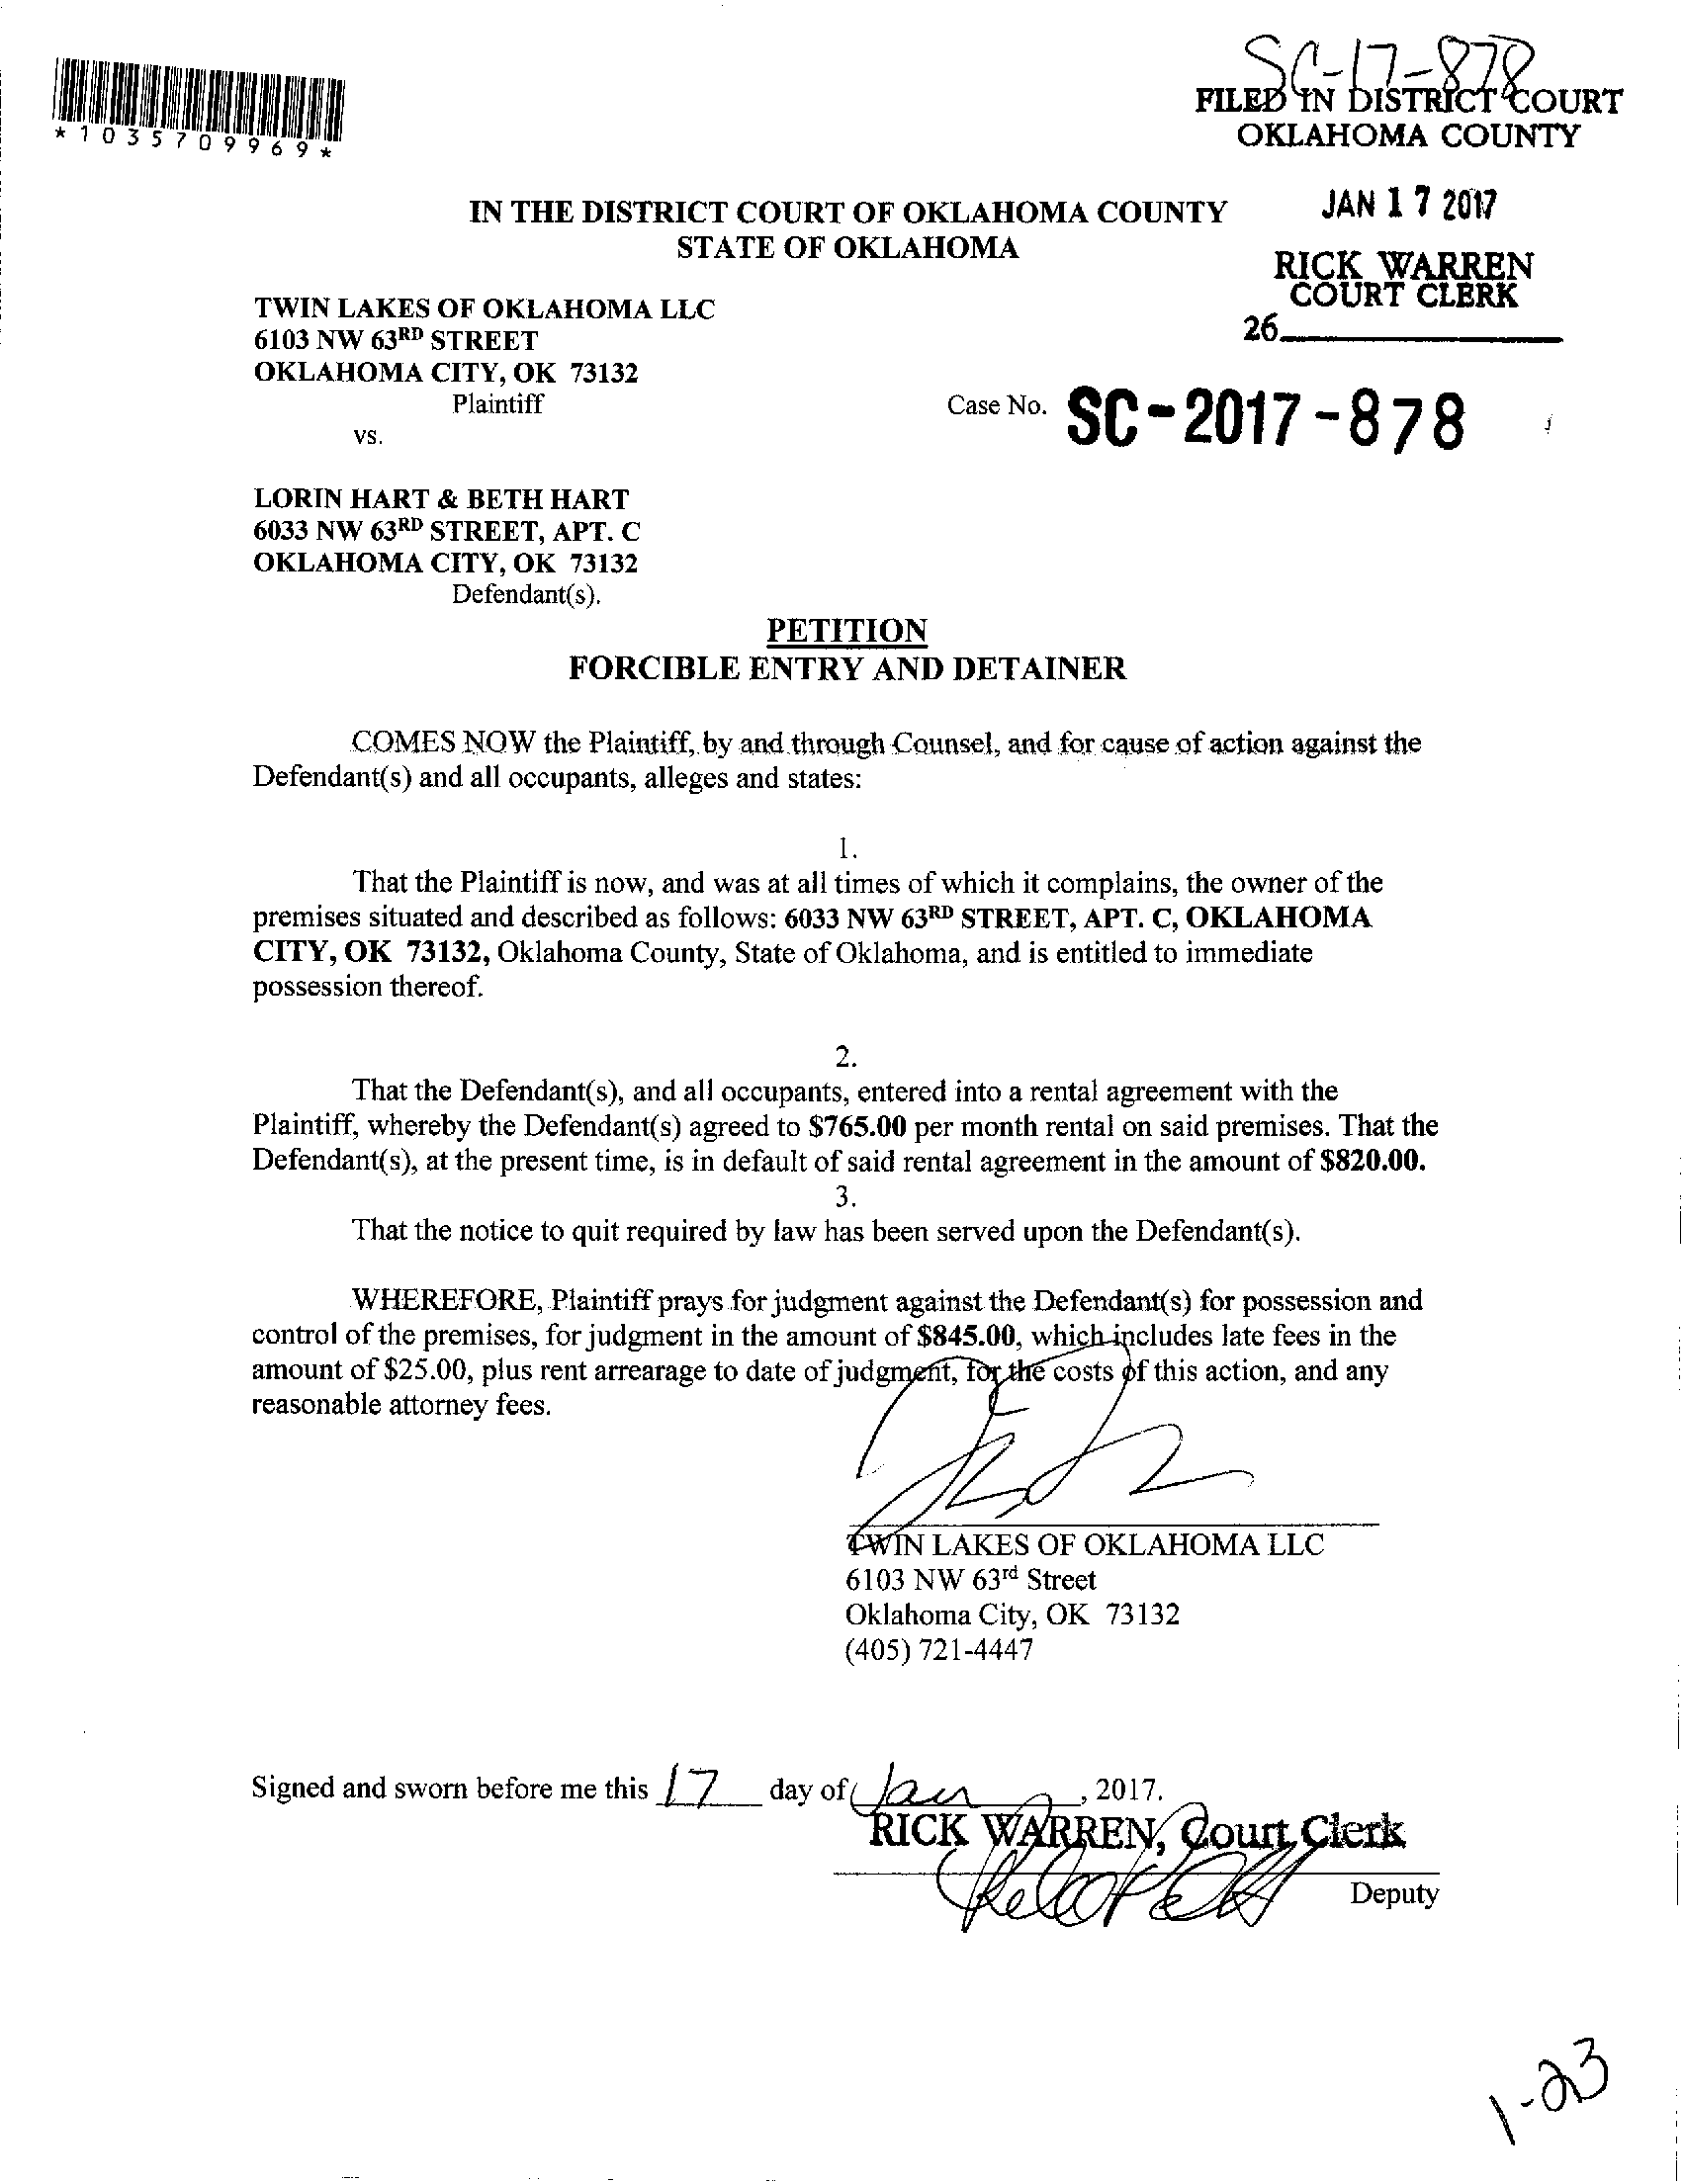 SC-17-878
FILED IN DISTRICT COURT
OKLAHOMA COUNTY
*1035709969*
JAN 17 2017
IN THE DISTRICT COURT OF OKLAHOMA COUNTY
STATE OF OKLAHOMA
RICK WARREN
COURT CLERK
26
TWIN LAKES OF OKLAHOMA LLC
6103 NW 63RD STREET
OKLAHOMA CITY, OK 73132
Plaintiff
Case No. SC-2017-878
vs.
LORIN HART & BETH HART
6033 NW 63RD STREET, APT. C
OKLAHOMA CITY, OK 73132
Defendant(s).
PETITION
FORCIBLE ENTRY AND DETAINER
COMES NOW the Plaintiff, by and through Counsel, and for cause of action against the
Defendant(s) and all occupants, alleges and states:
1.
That the Plaintiff is now, and was at all times of which it complains, the owner of the
premises situated and described as follows: 6033 NW 63RD STREET, APT. C, OKLAHOMA
CITY, OK 73132, Oklahoma County, State of Oklahoma, and is entitled to immediate
possession thereof.
2.
That the Defendant(s), and all occupants, entered into a rental agreement with the
Plaintiff, whereby the Defendant(s) agreed to $765.00 per month rental on said premises. That the
Defendant(s), at the present time, is in default of said rental agreement in the amount of $820.00.
3.
That the notice to quit required by law has been served upon the Defendant(s).
WHEREFORE, Plaintiff prays for judgment against the Defendant(s) for possession and
control of the premises, for judgment in the amount of $845.00, which includes late fees in the
amount of $25.00, plus rent arrearage to date of judgment, for the costs of this action, and any
reasonable attorney fees.
TWIN LAKES OF OKLAHOMA LLC
6103 NW 63rd Street
Oklahoma City, OK 73132
(405) 721-4447
Signed and sworn before me this 17 day of Jan, 2017.
RICK WARREN, Court Clerk
Deputy
1-23